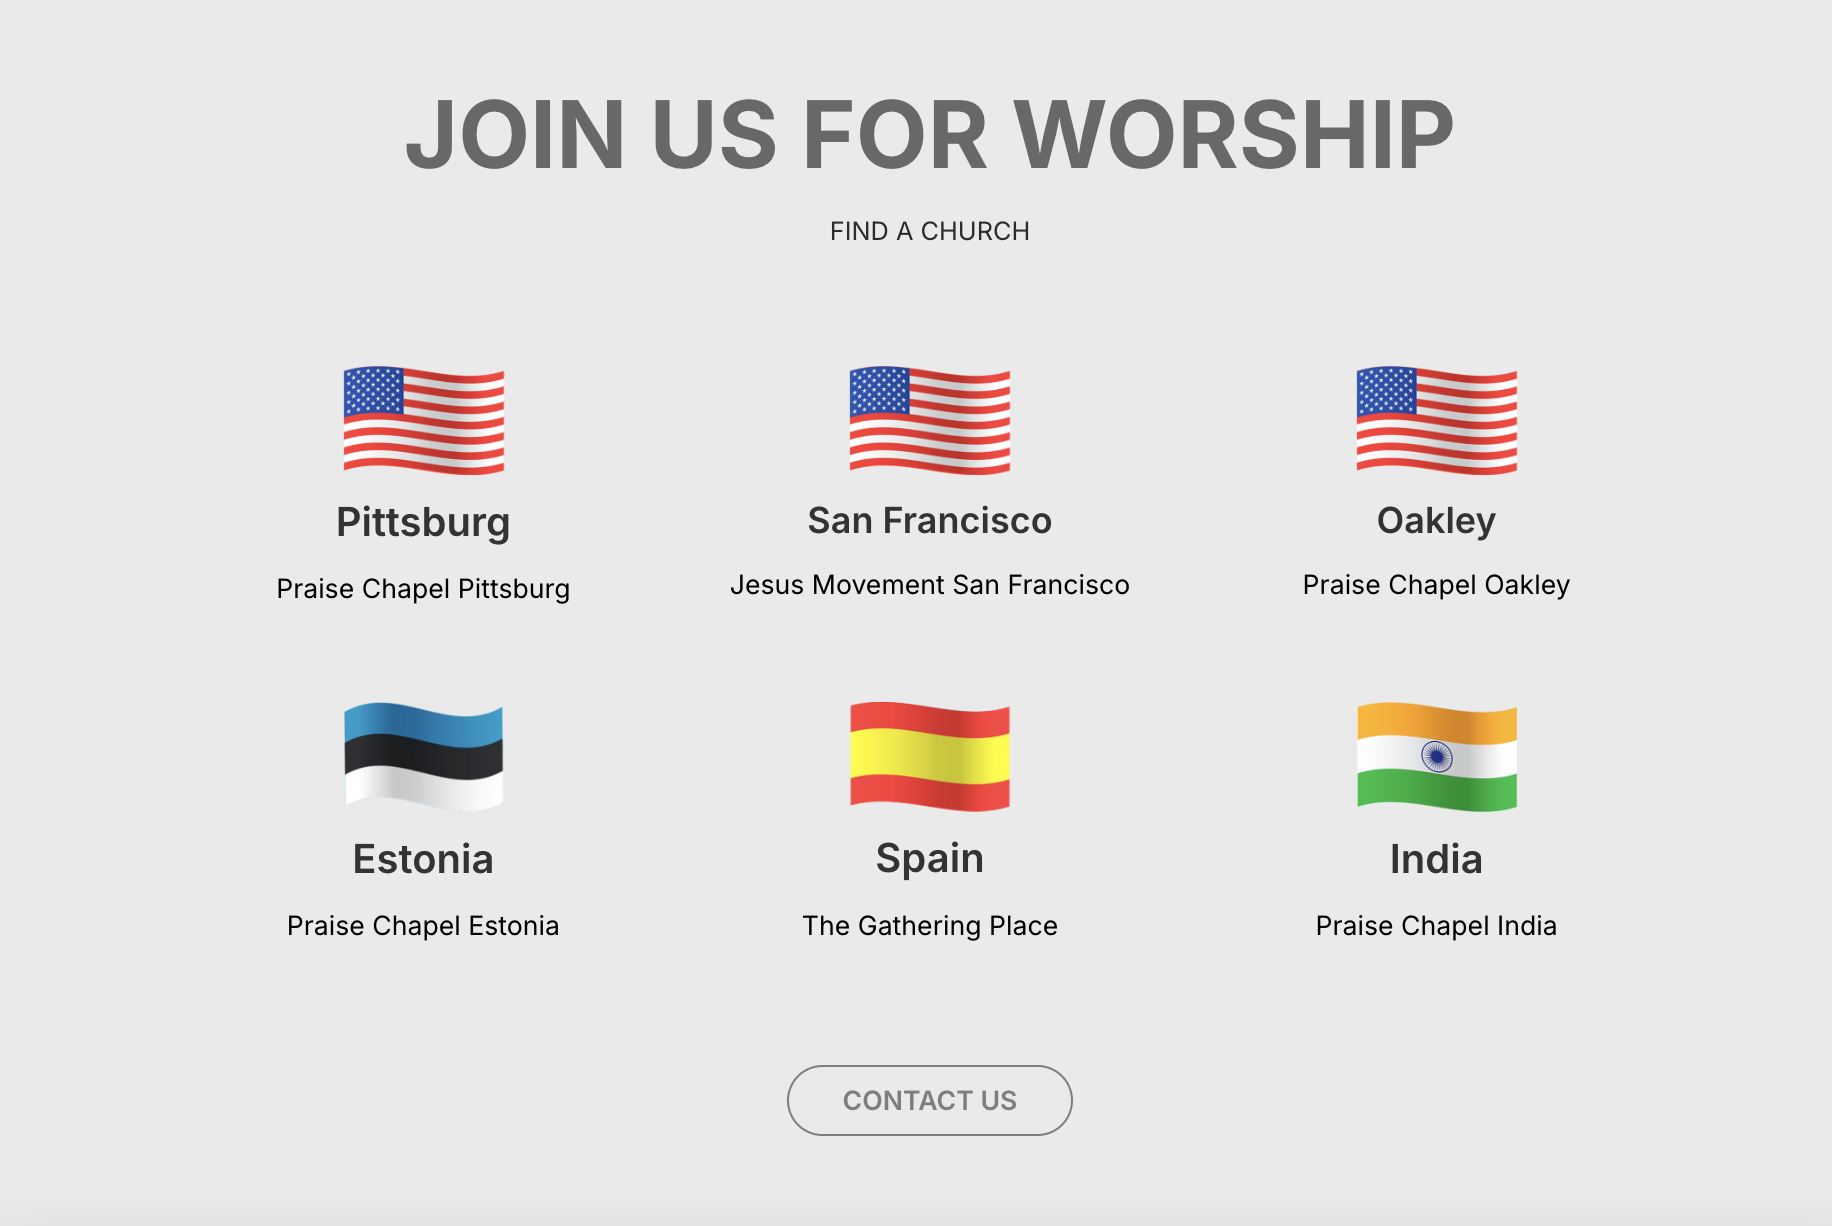 JOIN US FOR WORSHIP
FIND A CHURCH
Pittsburg
Praise Chapel Pittsburg
San Francisco
Jesus Movement San Francisco
Oakley
Praise Chapel Oakley
Estonia
Praise Chapel Estonia
Spain
The Gathering Place
India
Praise Chapel India
CONTACT US